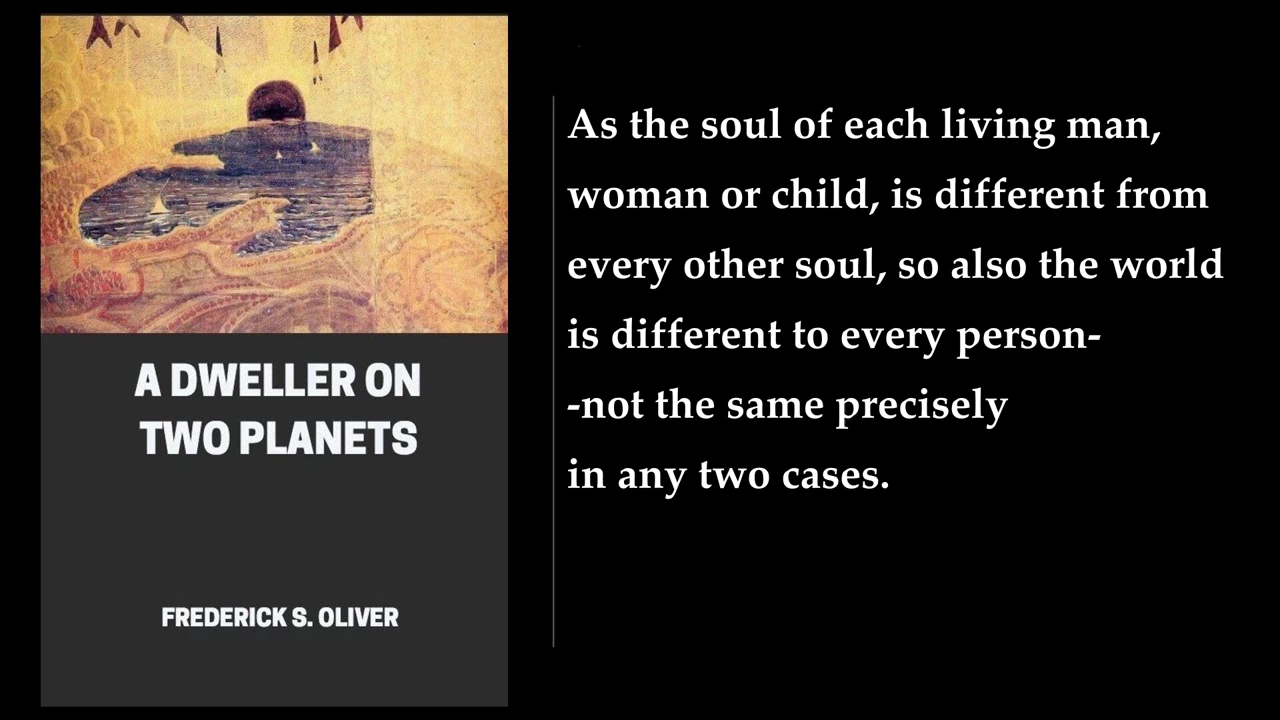 A DWELLER ON
TWO PLANETS
FREDERICK S. OLIVER
As the soul of each living man,
woman or child, is different from
every other soul, so also the world
is different to every person-
-not the same precisely
in any two cases.